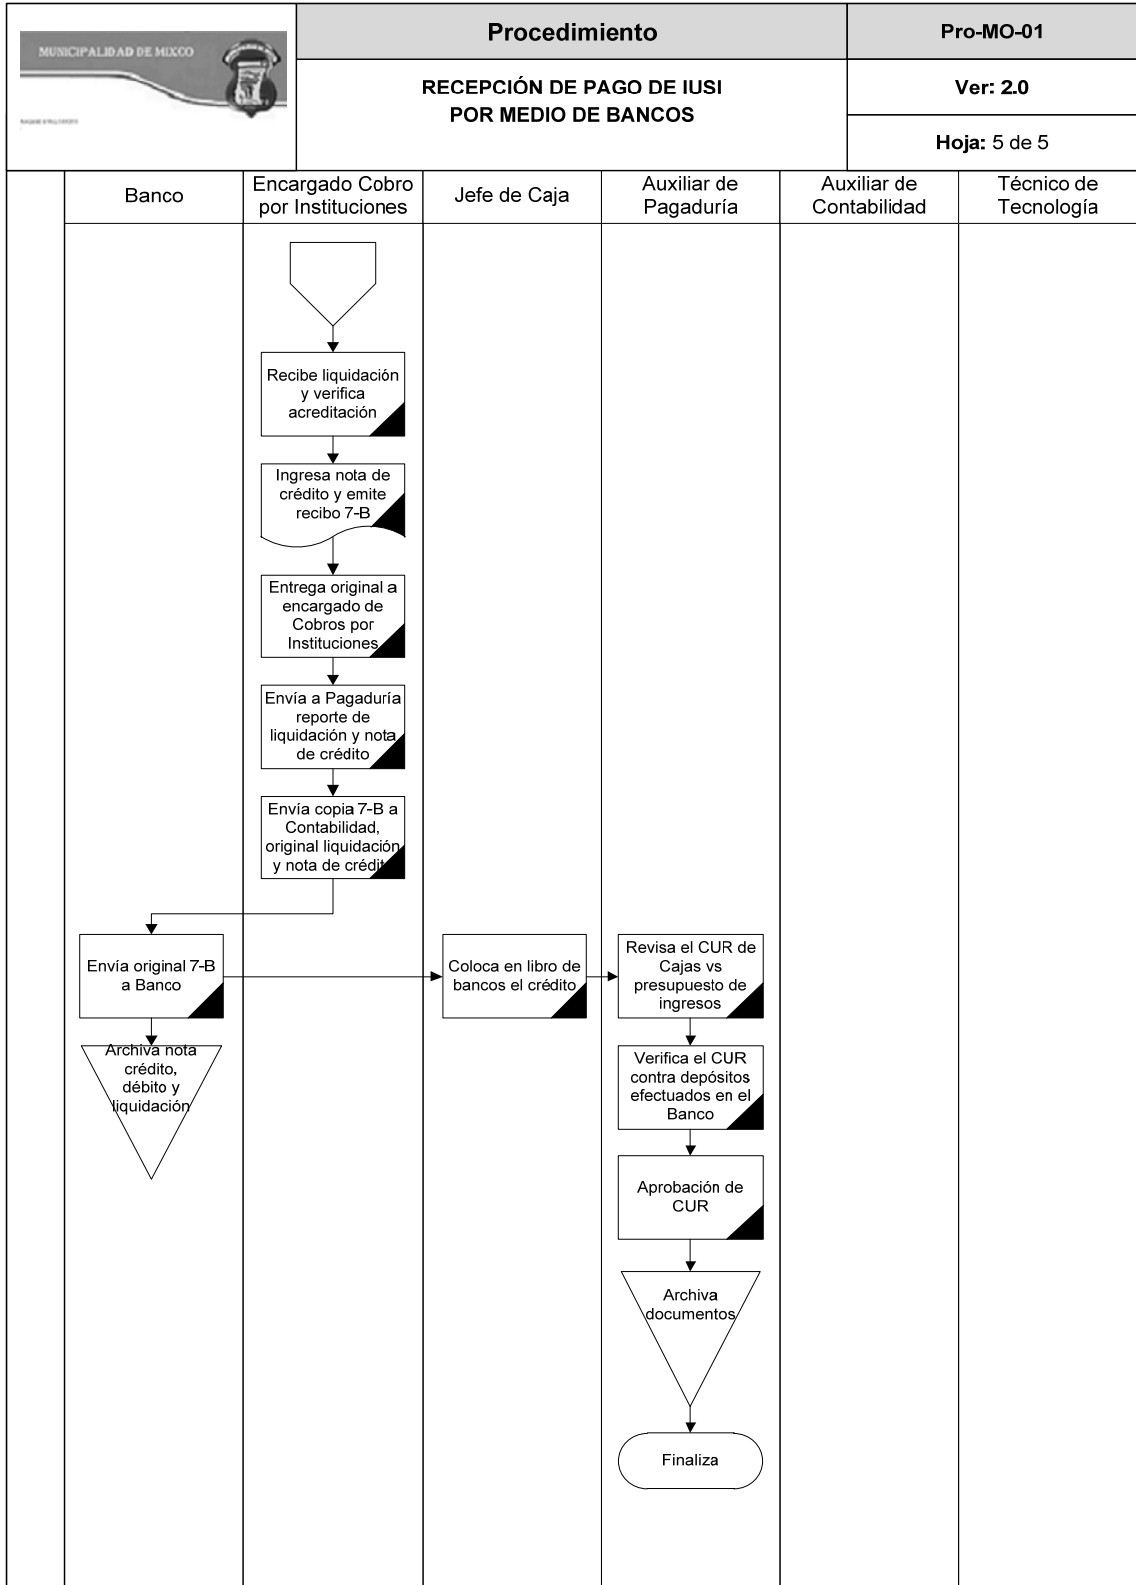 MUNICIPALIDAD DE MIXCO
Procedimiento
Pro-MO-01
RECEPCIÓN DE PAGO DE IUSI
POR MEDIO DE BANCOS
Ver: 2.0
Hoja: 5 de 5
Banco
Encargado Cobro
por Instituciones
Jefe de Caja
Auxiliar de
Pagaduría
Auxiliar de
Contabilidad
Técnico de
Tecnología
Recibe liquidación
y verifica
acreditación
Ingresa nota de
crédito y emite
recibo 7-B
Entrega original a
encargado de
Cobros por
Instituciones
Envía a Pagaduría
reporte de
liquidación y nota
de crédito
Envía copia 7-B a
Contabilidad,
original liquidación
y nota de crédito
Envía original 7-B
a Banco
Coloca en libro de
bancos el crédito
Revisa el CUR de
Cajas vs
presupuesto de
ingresos
Archiva nota
crédito,
débito y
liquidación
Verifica el CUR
contra depósitos
efectuados en el
Banco
Aprobación de
CUR
Archiva
documentos
Finaliza